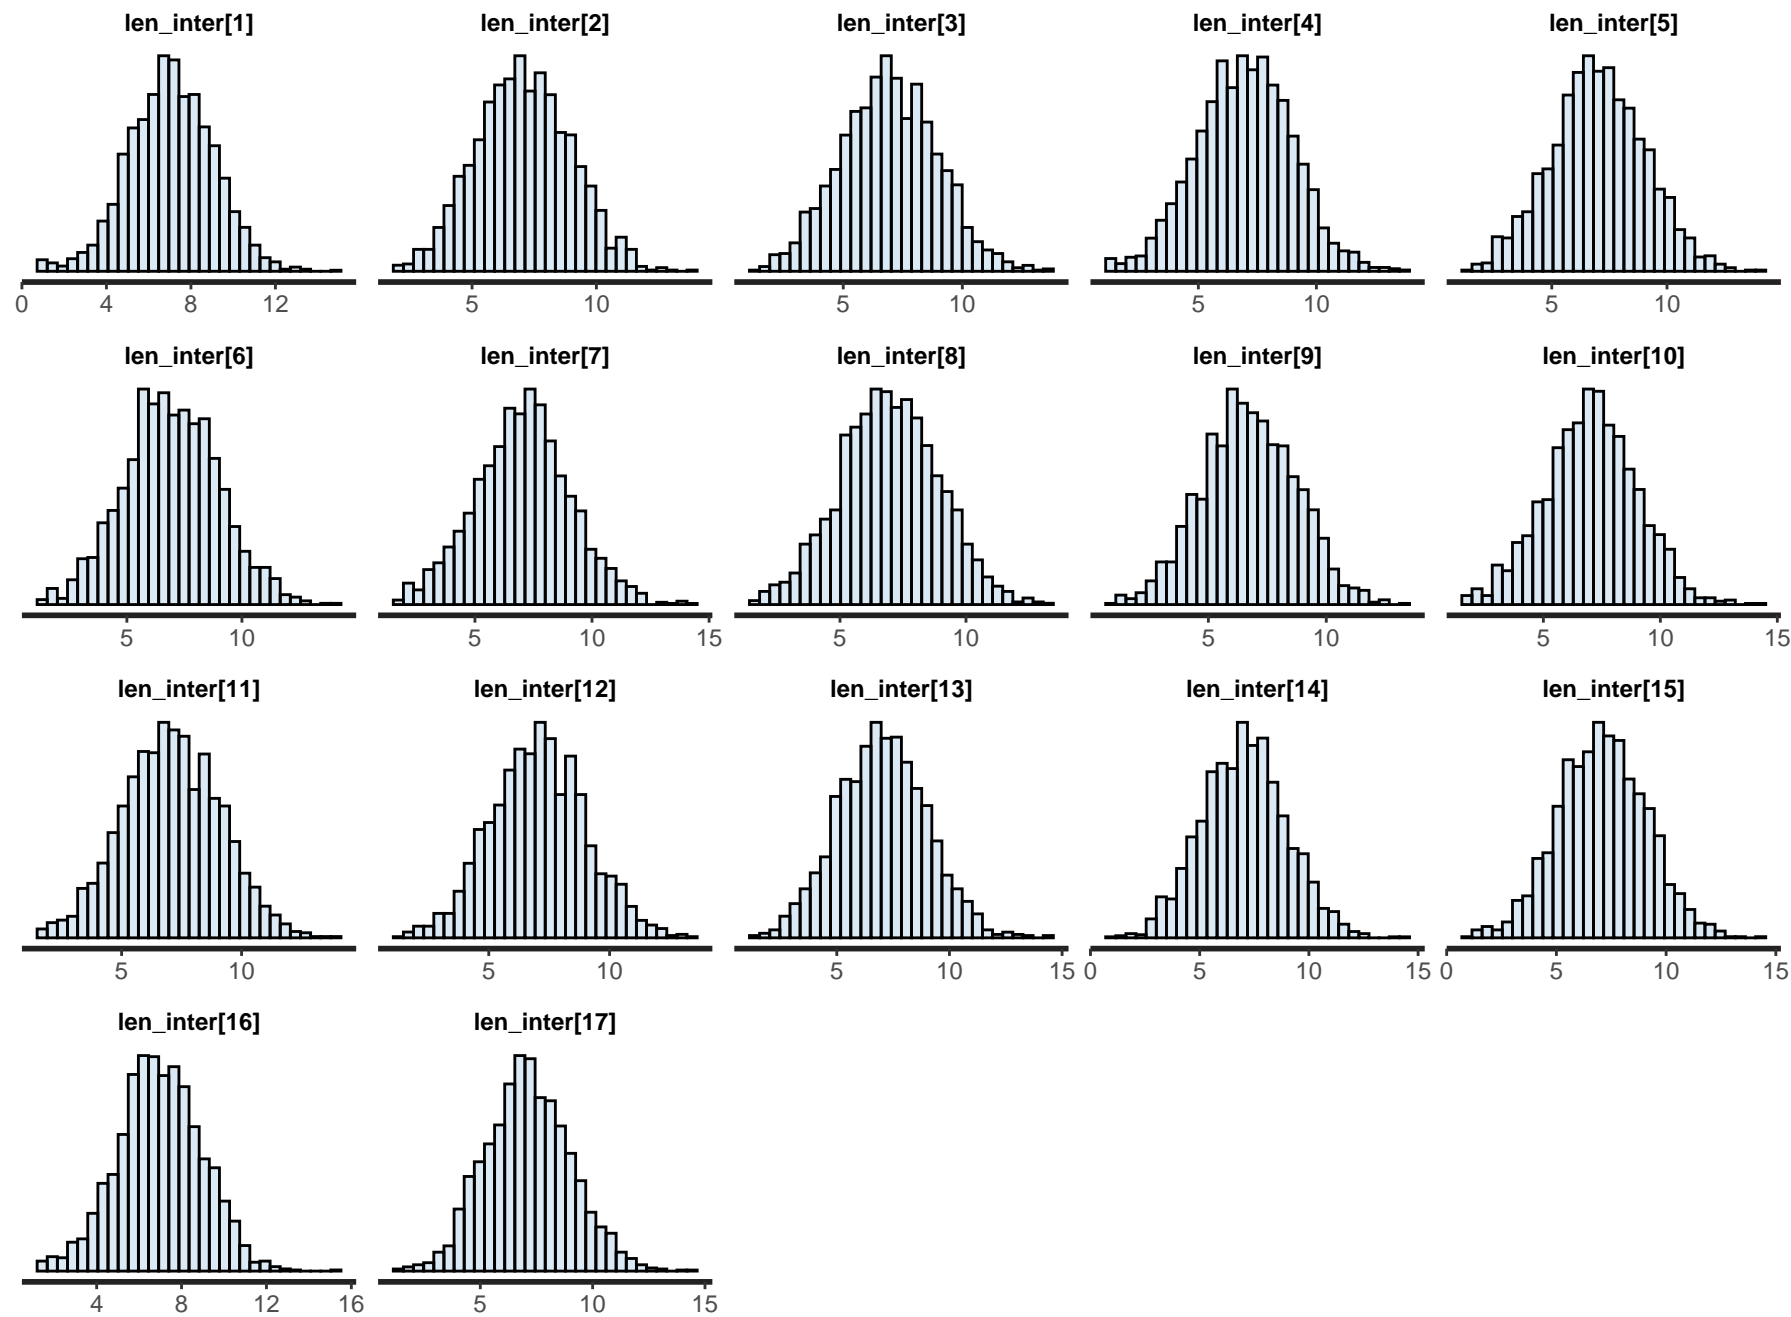 len_inter[1] len_inter[2] len_inter[3] len_inter[4] len_inter[5]
0 4 8 12 5 10 5 10 5 10 5 10
len_inter[6] len_inter[7] len_inter[8] len_inter[9] len_inter[10]
5 10 5 10 15 5 10 5 10 5 10 15
len_inter[11] len_inter[12] len_inter[13] len_inter[14] len_inter[15]
5 10 5 10 5 10 15 0 5 10 15 0 5 10 15
len_inter[16] len_inter[17]
4 8 12 16 5 10 15